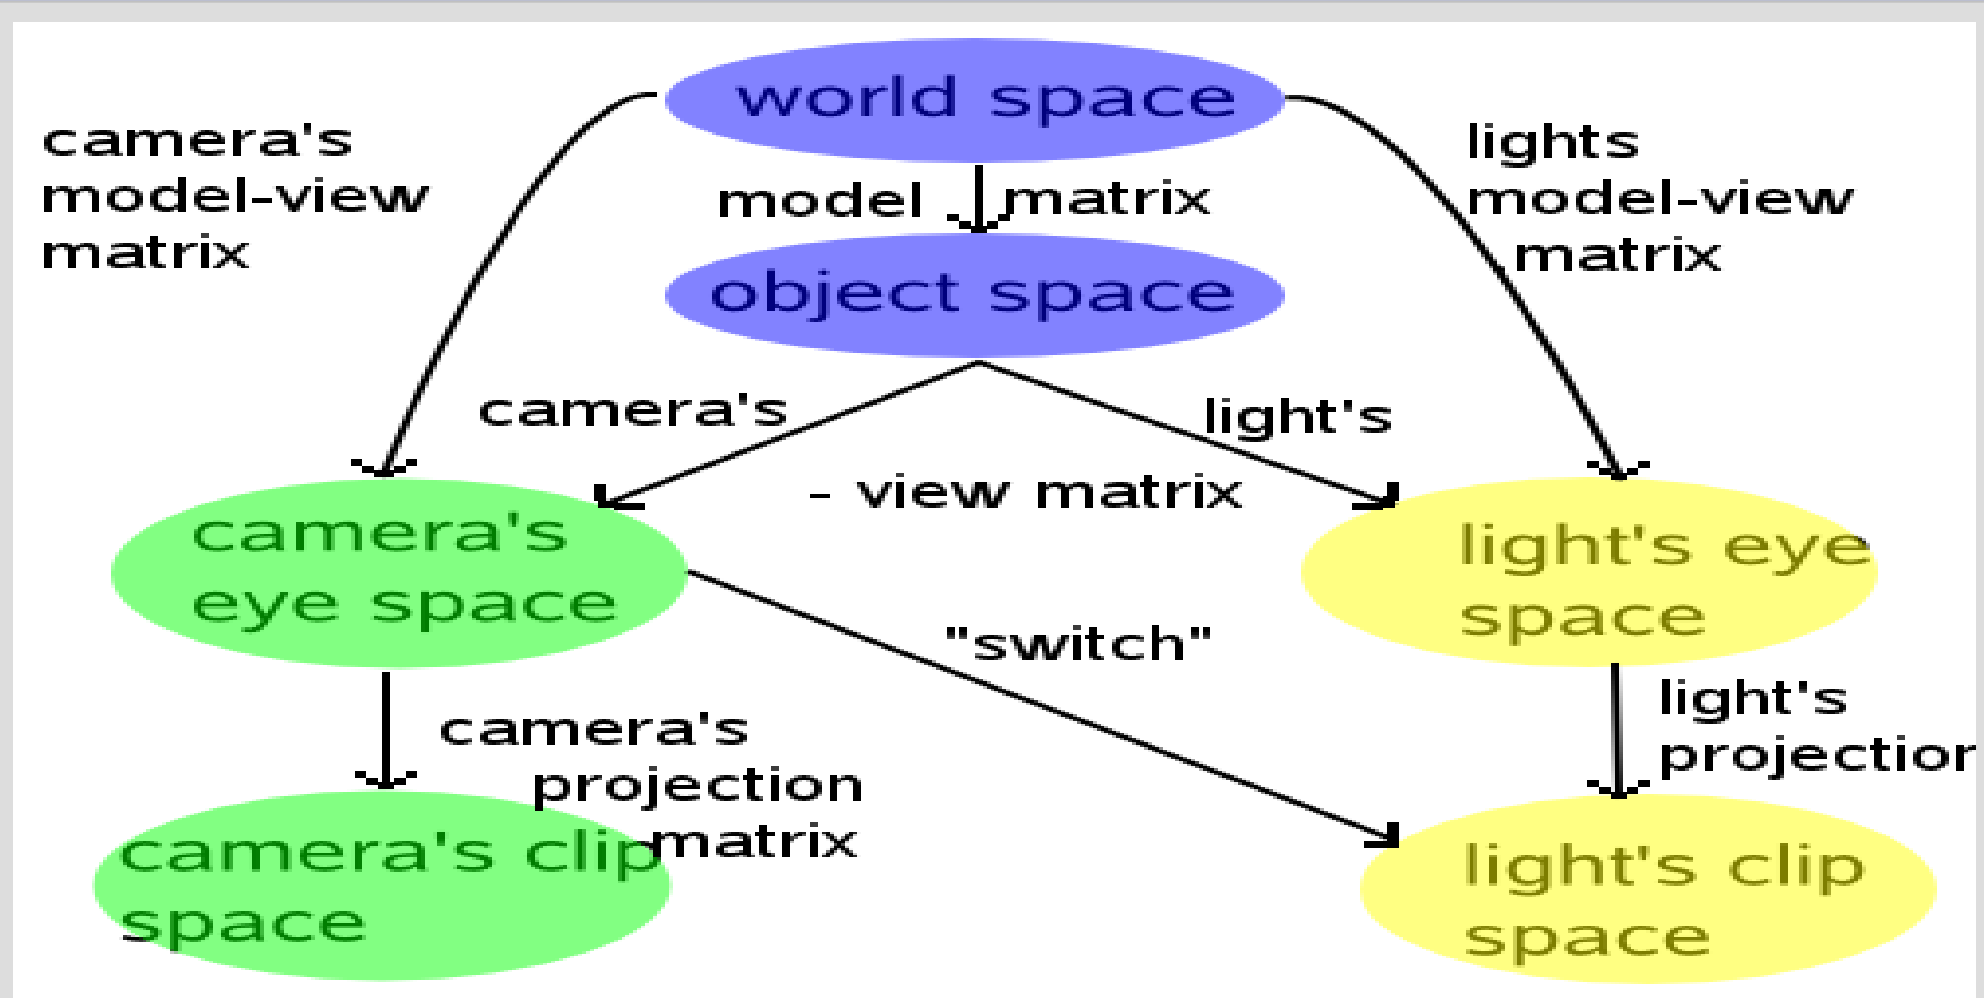 world space
camera's
model-view
matrix
lights
model-view
matrix
model matrix
object space
camera's
light's
- view matrix
camera's
eye space
light's eye
space
"switch"
camera's
projection
matrix
light's
projection
camera's clip
space
light's clip
space